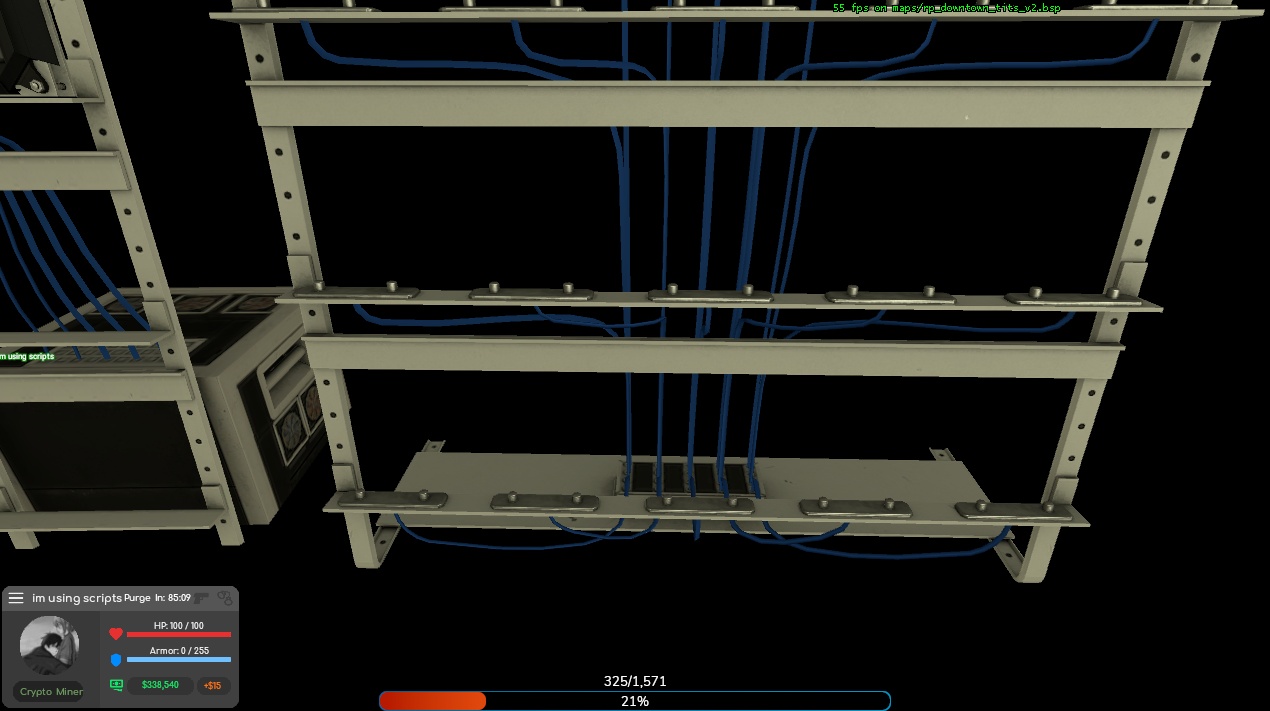 55 fps on maps/rp_downtown_tits_v2.bsp
m using scripts
im using scripts Purge In: 85:09
HP: 100 / 100
Armor: 0 / 255
Crypto Miner
$338,540
+$15
325/1,571
21%